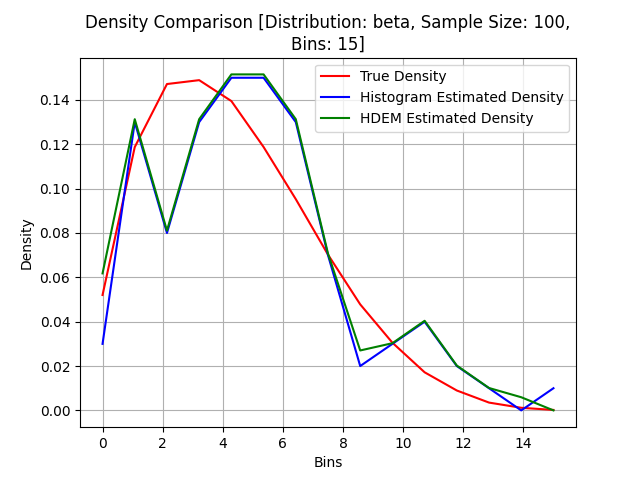 Density Comparison [Distribution: beta, Sample Size: 100,
Bins: 15]
True Density
Histogram Estimated Density
HDEM Estimated Density
Density
0.14
0.12
0.10
0.08
0.06
0.04
0.02
0.00
0 2 4 6 8 10 12 14
Bins